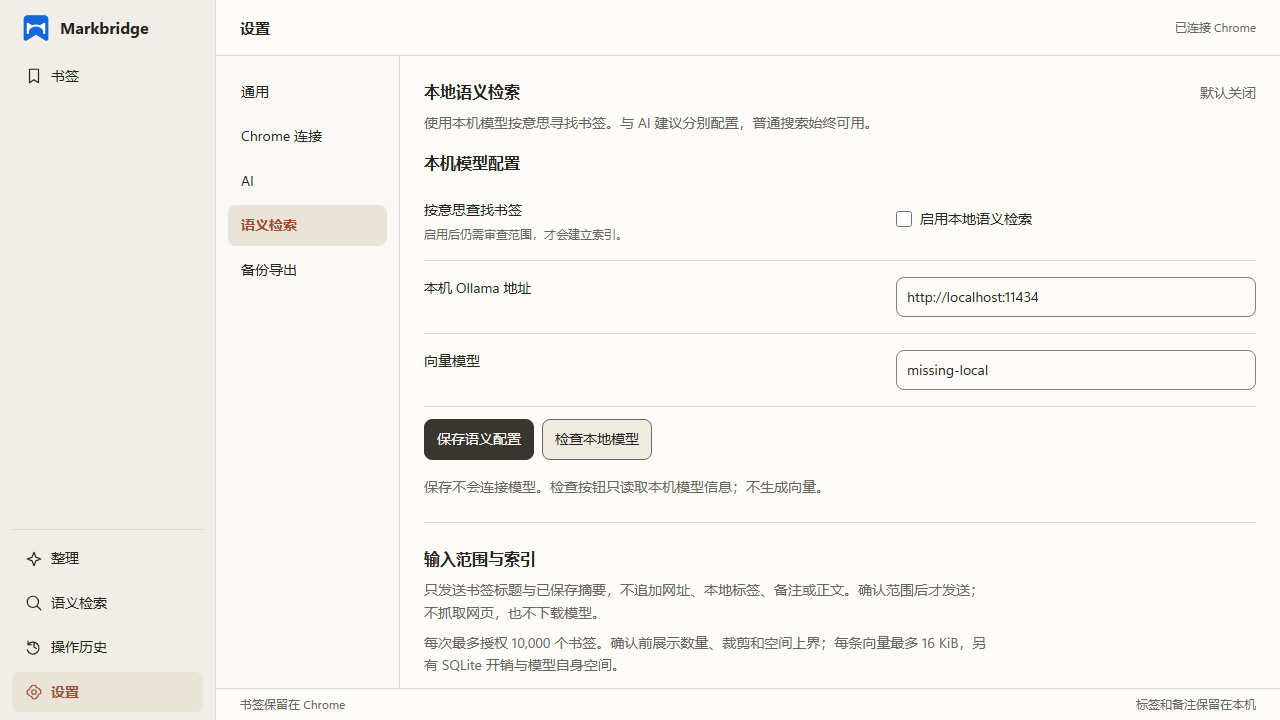 Markbridge
书签
整理
语义检索
操作历史
设置
设置
已连接 Chrome
通用
Chrome 连接
AI
语义检索
备份导出
本地语义检索
默认关闭
使用本机模型按意思寻找书签。与 AI 建议分别配置，普通搜索始终可用。
本机模型配置
按意思查找书签
启用后仍需审查范围，才会建立索引。
启用本地语义检索
本机 Ollama 地址
http://localhost:11434
向量模型
missing-local
保存语义配置
检查本地模型
保存不会连接模型。检查按钮只读取本机模型信息；不生成向量。
输入范围与索引
只发送书签标题与已保存摘要，不追加网址、本地标签、备注或正文。确认范围后才发送；
不抓取网页，也不下载模型。
每次最多授权 10,000 个书签。确认前展示数量、裁剪和空间上界；每条向量最多 16 KiB，另
有 SQLite 开销与模型自身空间。
书签保留在 Chrome
标签和备注保留在本机